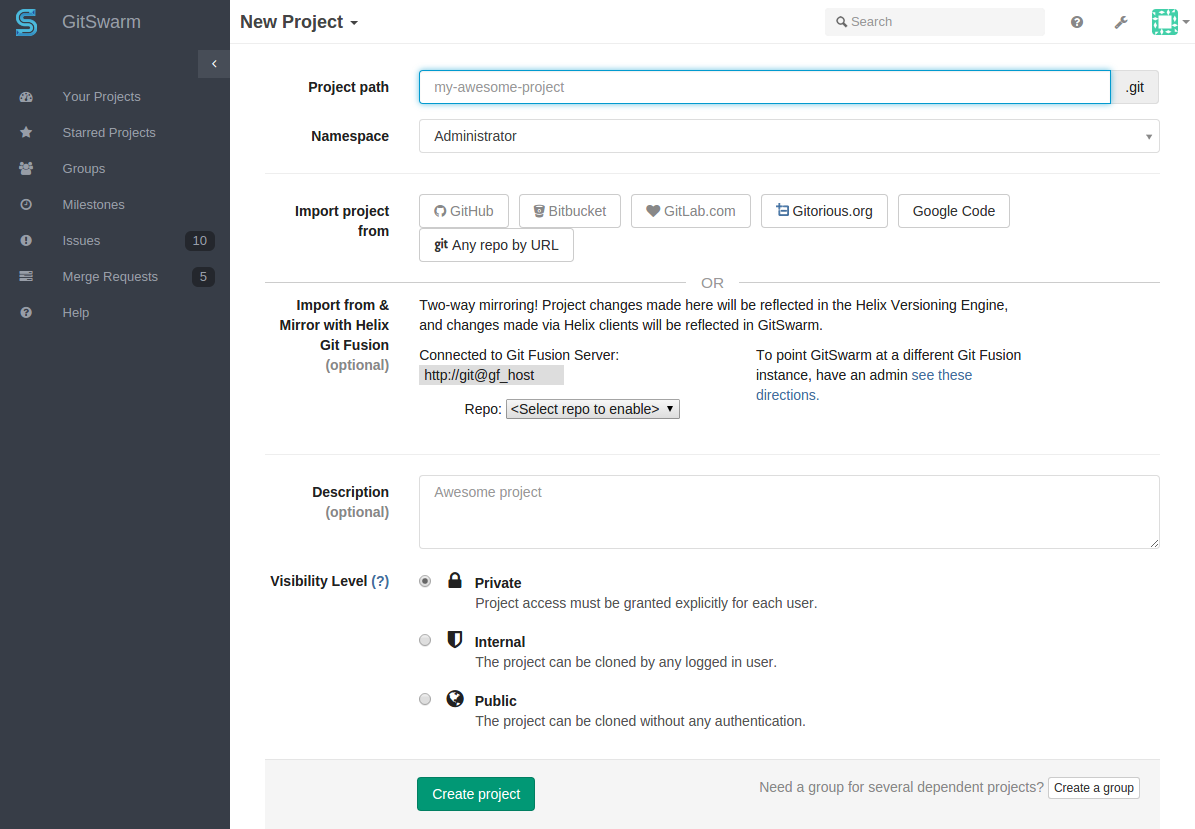 GitSwarm
New Project
Search
Your Projects
Starred Projects
Groups
Milestones
Issues 10
Merge Requests 5
Help
Project path my-awesome-project .git
Namespace Administrator
Import project from
GitHub Bitbucket GitLab.com Gitorious.org Google Code
git Any repo by URL
OR
Import from &
Mirror with Helix
Git Fusion
(optional)
Two-way mirroring! Project changes made here will be reflected in the Helix Versioning Engine,
and changes made via Helix clients will be reflected in GitSwarm.
Connected to Git Fusion Server:
http://git@gf_host
Repo: <Select repo to enable>
To point GitSwarm at a different Git Fusion
instance, have an admin see these
directions.
Description
(optional)
Awesome project
Visibility Level (?)
Private
Project access must be granted explicitly for each user.
Internal
The project can be cloned by any logged in user.
Public
The project can be cloned without any authentication.
Create project
Need a group for several dependent projects? Create a group